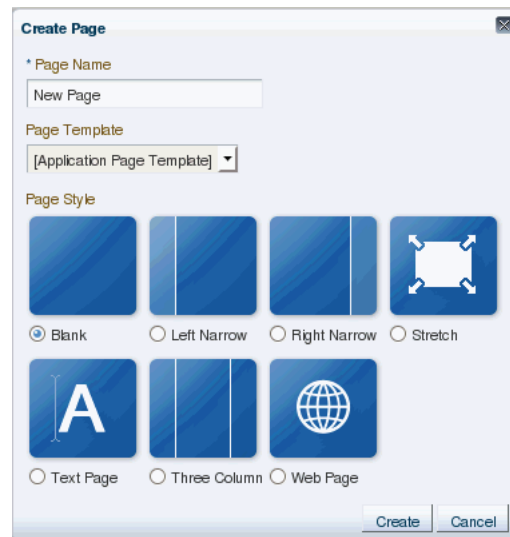 Create Page
* Page Name
New Page
Page Template
[Application Page Template]
Page Style
Blank
Left Narrow
Right Narrow
Stretch
A
Text Page
Three Column
Web Page
Create
Cancel